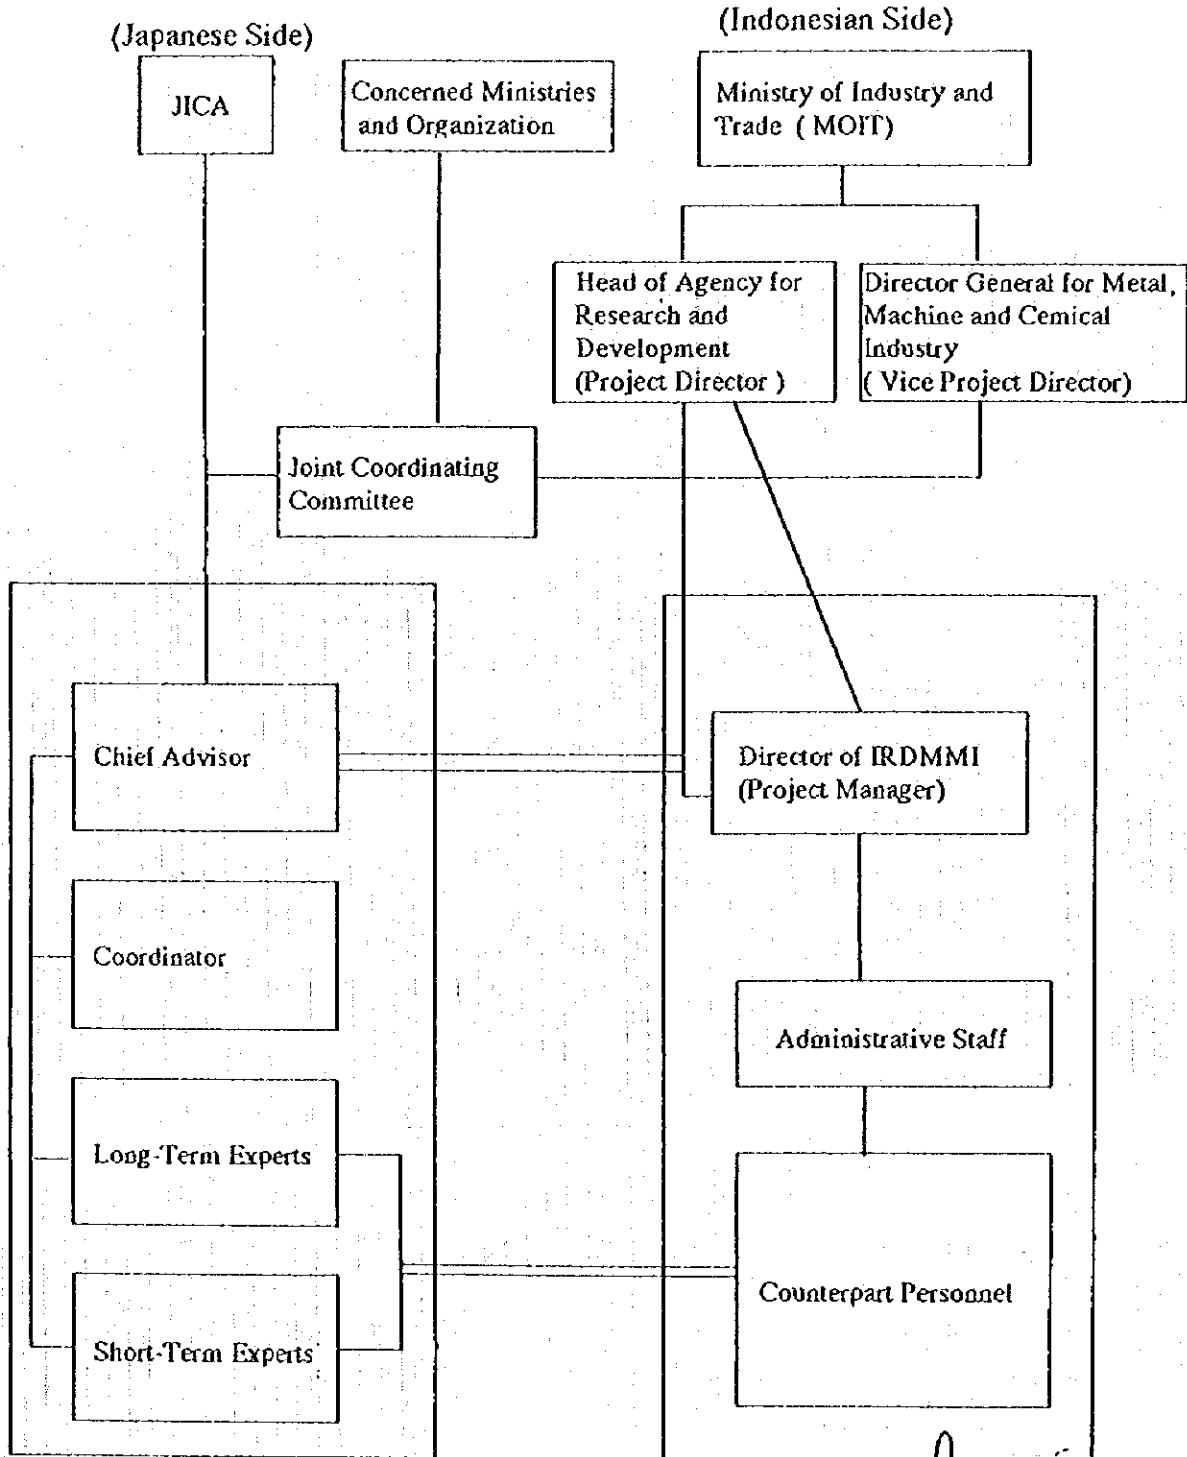 (Japanese Side)
(Indonesian Side)
JICA
Concerned Ministries
and Organization
Ministry of Industry and
Trade ( MOIT)
Head of Agency for
Research and
Development
(Project Director )
Director General for Metal,
Machine and Cemical
Industry
( Vice Project Director)
Joint Coordinating
Committee
Chief Advisor
Director of IRDMMI
(Project Manager)
Coordinator
Administrative Staff
Long-Term Experts
Counterpart Personnel
Short-Term Experts